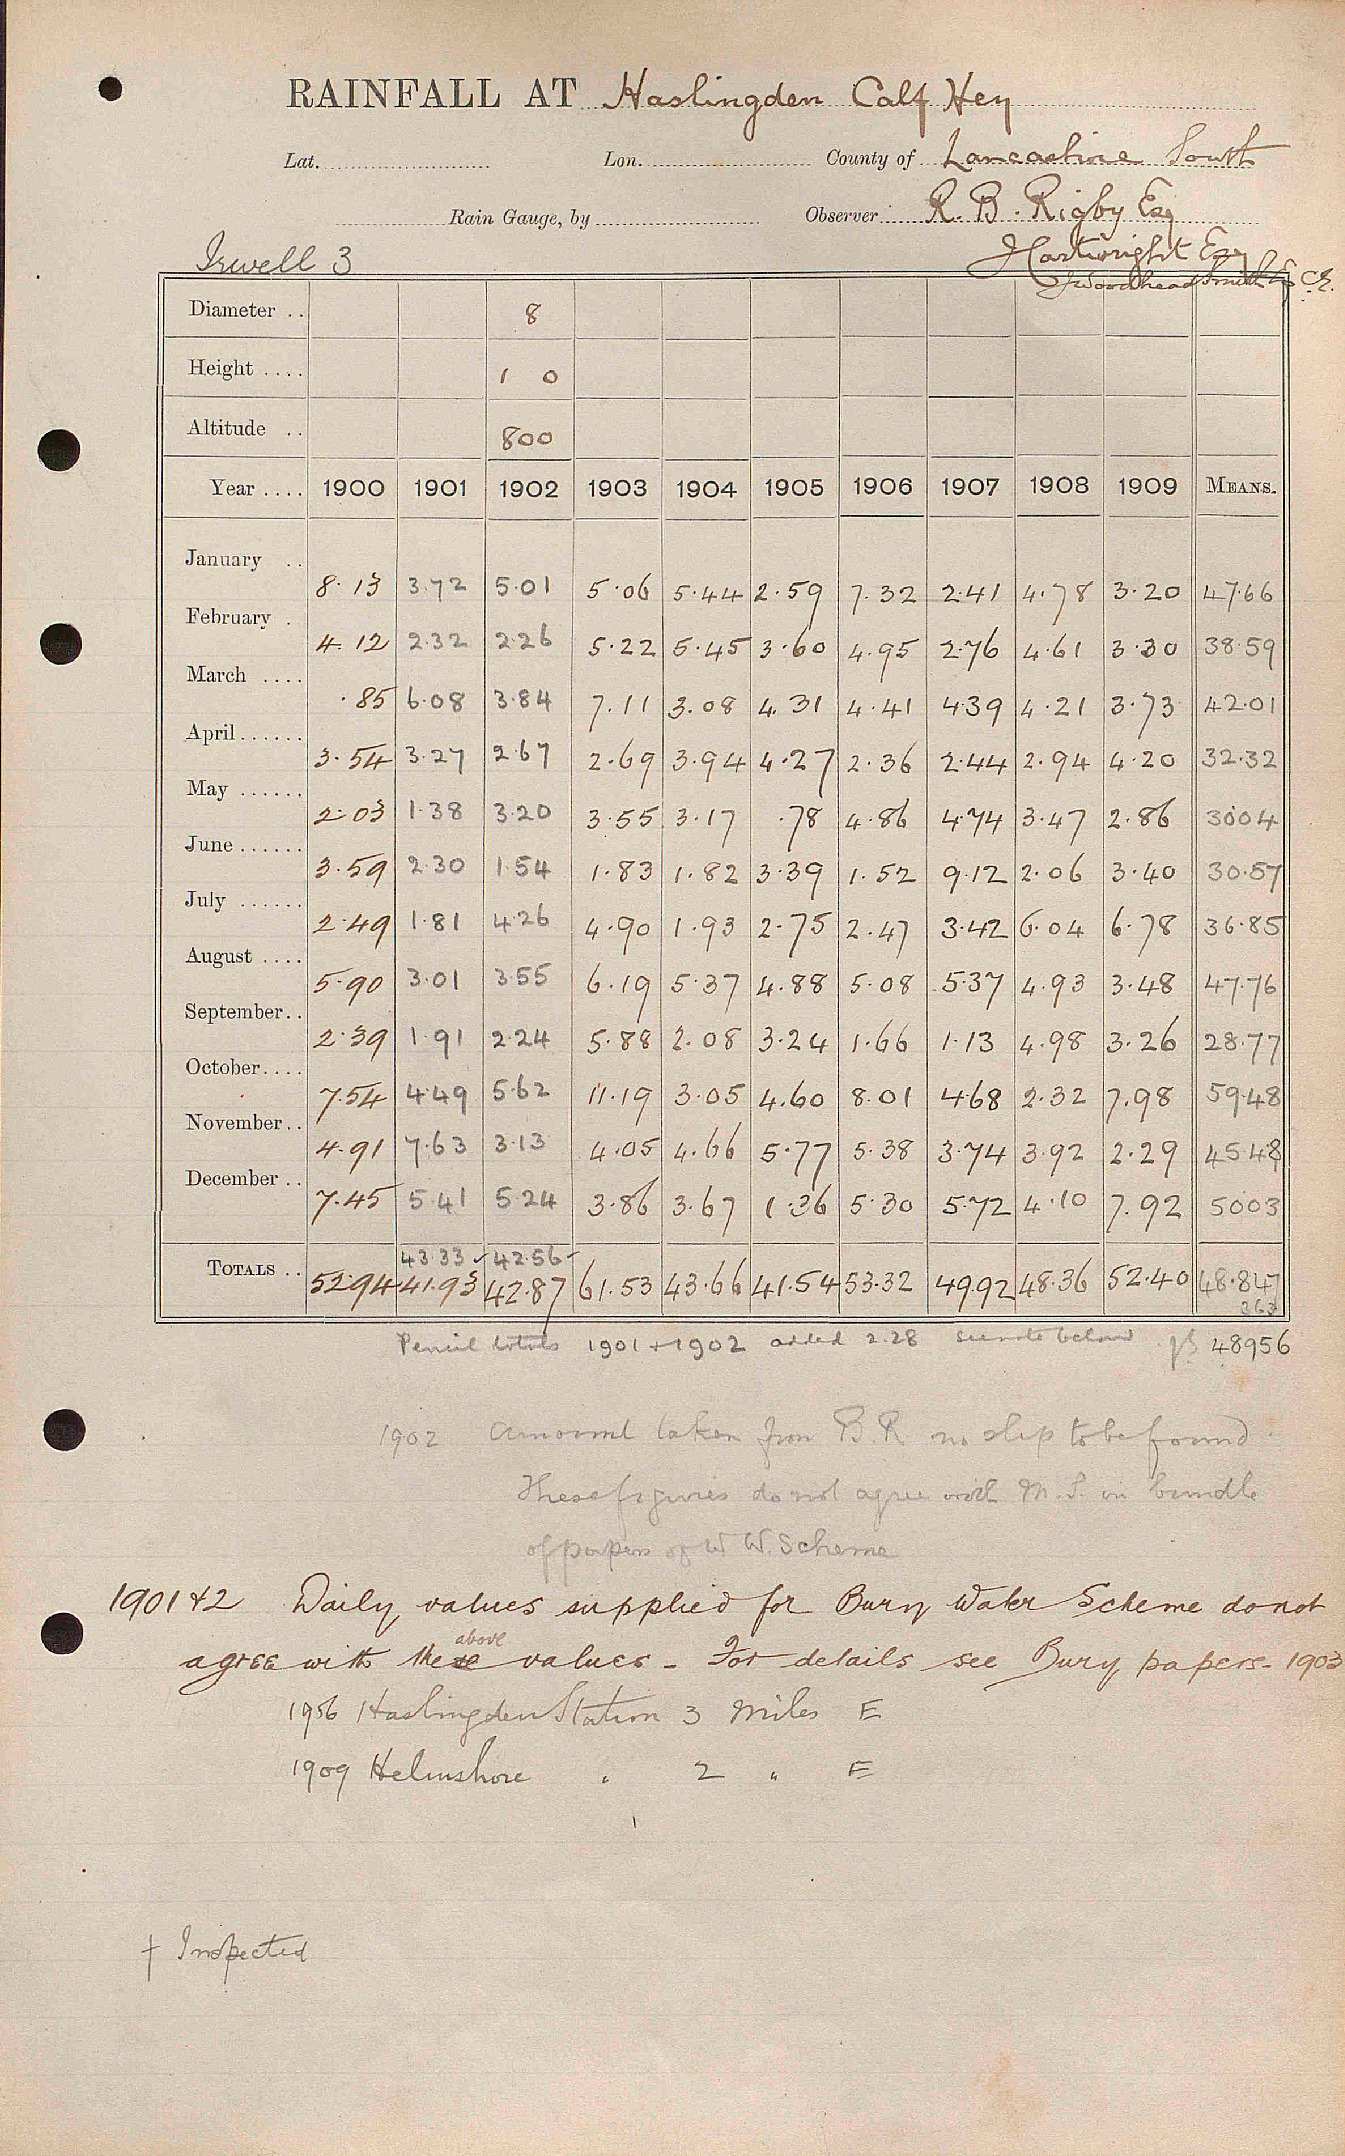 RAINFALL AT Haslingden Calf Hey
Lat. Lon. County of Lancashire South
Rain Gauge, by Observer R. B. Rigby Esq
J Cartwright Esq
Irwell 3 J Woodhead Smith Esq C.E.
Diameter .. 8
Height .... 1 0
Altitude .. 800
Year .... 1900 1901 1902 1903 1904 1905 1906 1907 1908 1909 MEANS.
January .. 8.13 3.72 5.01 5.06 5.44 2.59 7.32 2.41 4.78 3.20 47.66
February . 4.12 2.32 2.26 5.22 5.45 3.60 4.95 2.76 4.61 3.30 38.59
March .... .85 6.08 3.84 7.11 3.08 4.31 4.41 4.39 4.21 3.73 42.01
April...... 3.54 3.27 2.67 2.69 3.94 4.27 2.36 2.44 2.94 4.20 32.32
May ...... 2.03 1.38 3.20 3.55 3.17 .78 4.86 4.74 3.47 2.86 30.04
June...... 3.59 2.30 1.54 1.83 1.82 3.39 1.52 9.12 2.06 3.40 30.57
July ...... 2.49 1.81 4.26 4.90 1.93 2.75 2.47 3.42 6.04 6.78 36.85
August .... 5.90 3.01 3.55 6.19 5.37 4.88 5.08 5.37 4.93 3.48 47.76
September.. 2.39 1.91 2.24 5.88 2.08 3.24 1.66 1.13 4.98 3.26 28.77
October.... 7.54 4.49 5.62 11.19 3.05 4.60 8.01 4.68 2.32 7.98 59.48
November.. 4.91 7.63 3.13 4.05 4.66 5.77 5.38 3.74 3.92 2.29 45.48
December .. 7.45 5.41 5.24 3.86 3.67 1.36 5.30 5.72 4.10 7.92 50.03
43.33 42.56
TOTALS .. 52.94 41.93 42.87 61.53 43.66 41.54 53.32 49.92 48.36 52.40 48.847
Pencil totals 1901 + 1902 added 2.28 see note below 48956
1902 Amount taken from B.R no slip to be found
These figures do not agree with M.S. in bundle
of papers of W W. Scheme
1901 & 2 Daily values supplied for Bury Water Scheme do not
agree with the above values - For details see Bury papers - 1903
1906 Haslingden Station 3 Miles E
1909 Helmshore " 2 " E
† Inspected